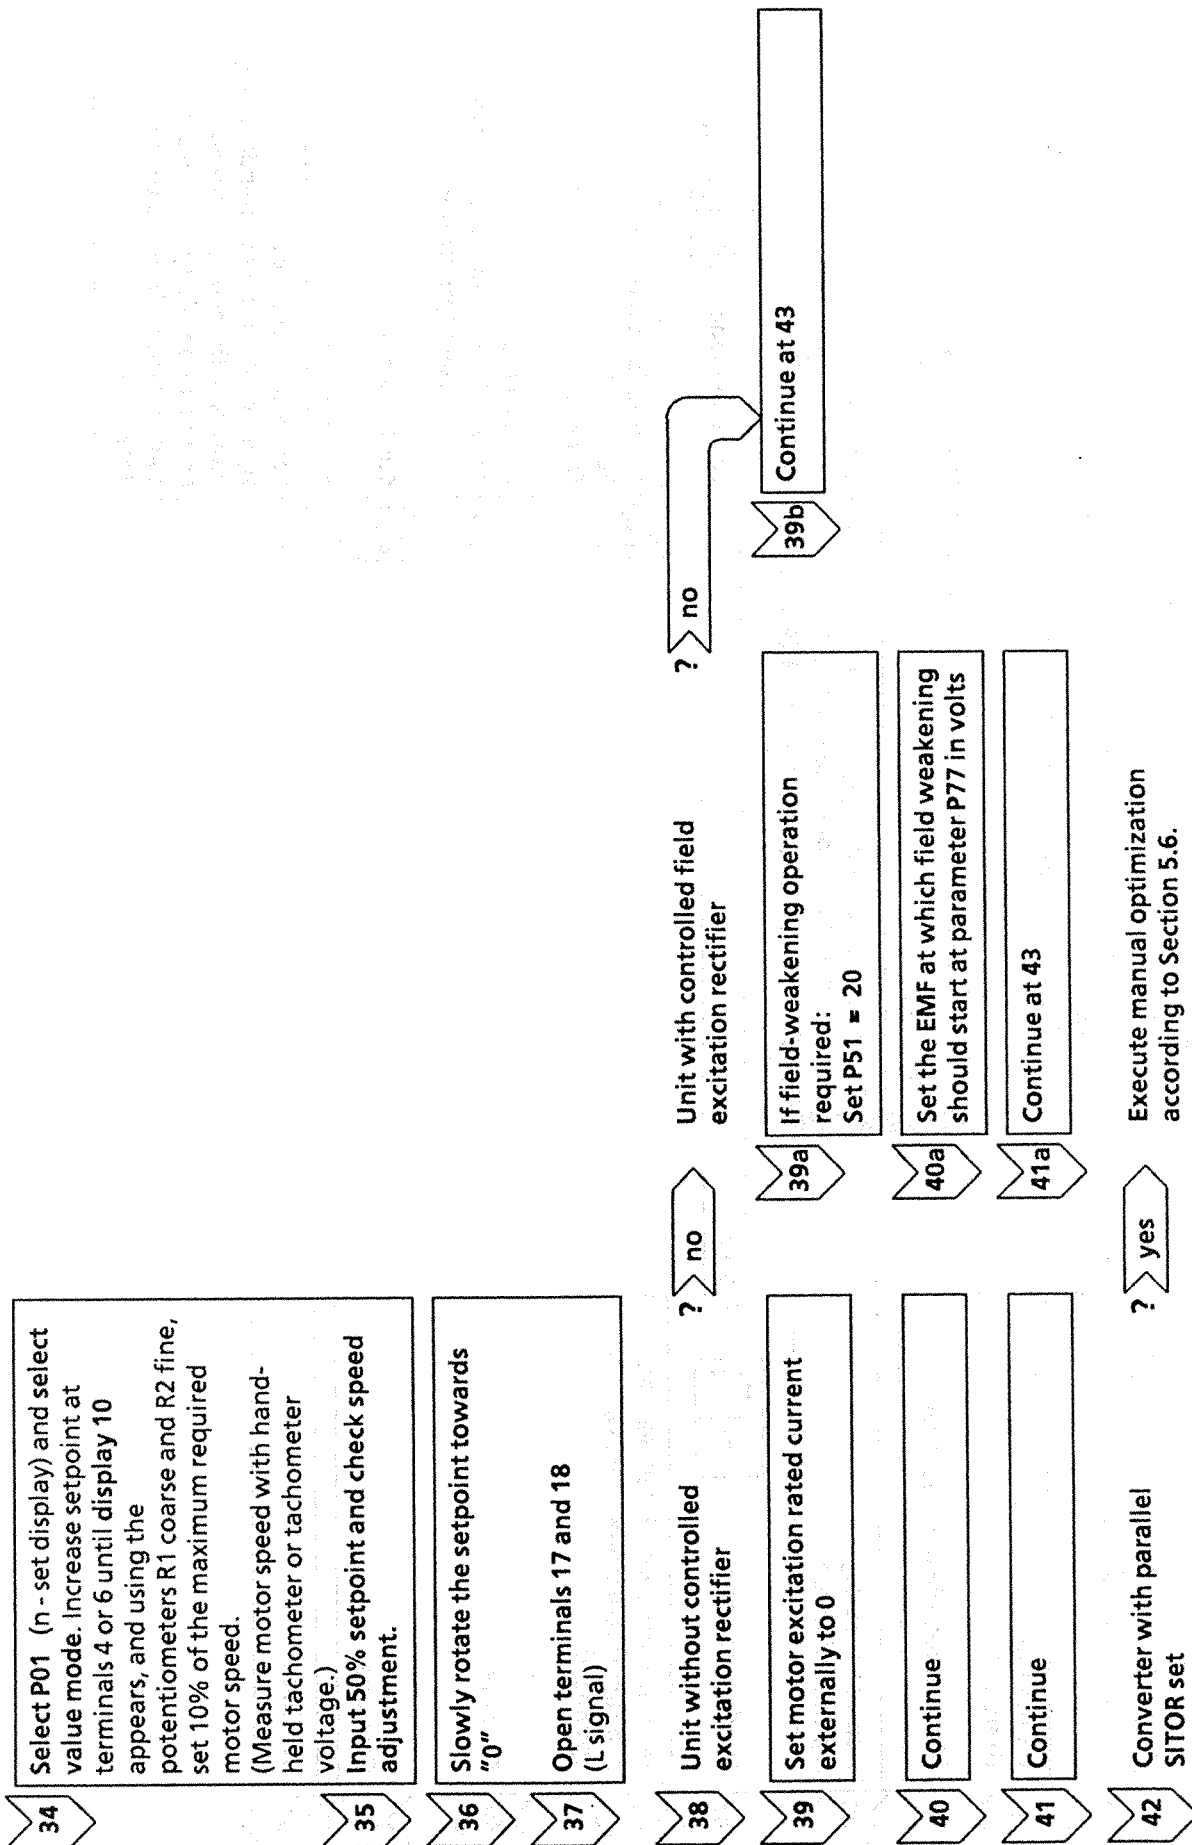 34
Select P01 (n - set display) and select
value mode. Increase setpoint at
terminals 4 or 6 until display 10
appears, and using the
potentiometers R1 coarse and R2 fine,
set 10% of the maximum required
motor speed.
(Measure motor speed with hand-
held tachometer or tachometer
voltage.)
35
Input 50% setpoint and check speed
adjustment.
36
Slowly rotate the setpoint towards
"0"
37
Open terminals 17 and 18
(L signal)
38
Unit without controlled
excitation rectifier
? no
Unit with controlled field
excitation rectifier
? no
39
Set motor excitation rated current
externally to 0
39a
If field-weakening operation
required:
Set P51 = 20
39b
Continue at 43
40
Continue
40a
Set the EMF at which field weakening
should start at parameter P77 in volts
41
Continue
41a
Continue at 43
42
Converter with parallel
SITOR set
? yes
Execute manual optimization
according to Section 5.6.